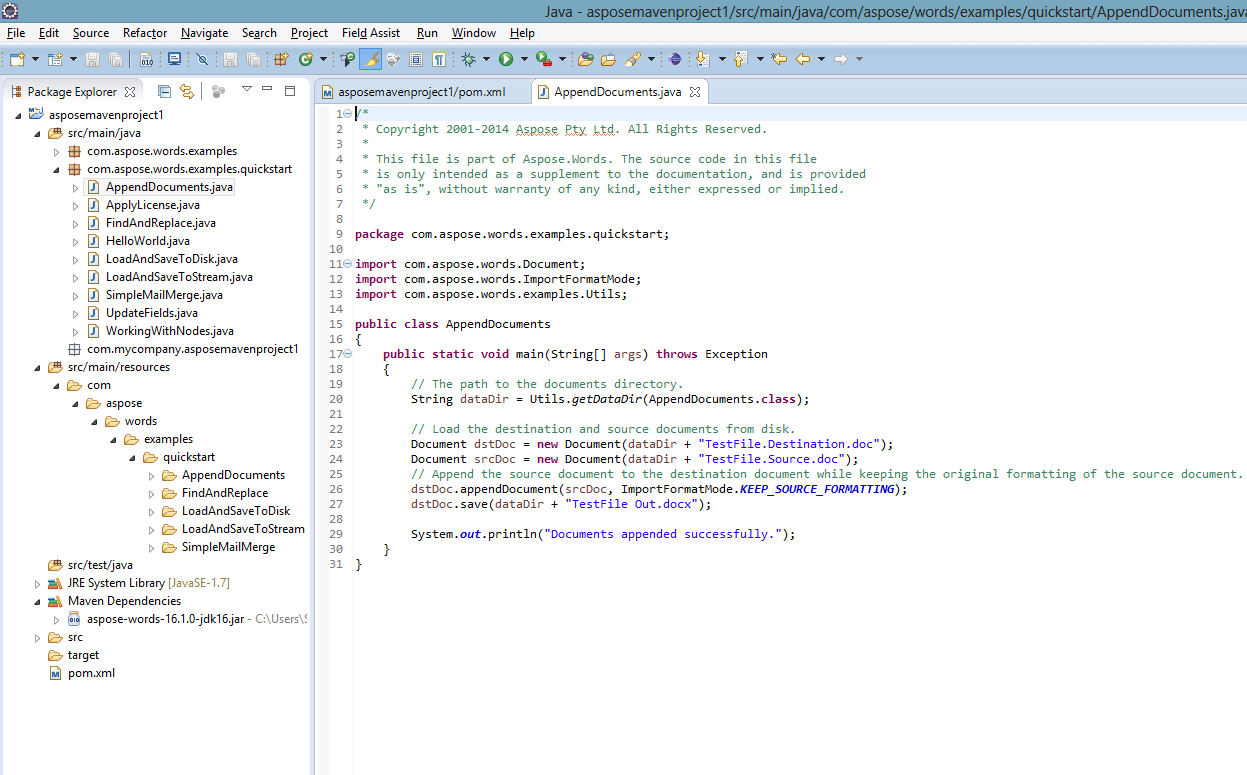 Java - asposemavenproject1/src/main/java/com/aspose/words/examples/quickstart/AppendDocuments.java
File Edit Source Refactor Navigate Search Project Field Assist Run Window Help
Package Explorer
asposemavenproject1
src/main/java
com.aspose.words.examples
com.aspose.words.examples.quickstart
AppendDocuments.java
ApplyLicense.java
FindAndReplace.java
HelloWorld.java
LoadAndSaveToDisk.java
LoadAndSaveToStream.java
SimpleMailMerge.java
UpdateFields.java
WorkingWithNodes.java
com.mycompany.asposemavenproject1
src/main/resources
com
aspose
words
examples
quickstart
AppendDocuments
FindAndReplace
LoadAndSaveToDisk
LoadAndSaveToStream
SimpleMailMerge
src/test/java
JRE System Library [JavaSE-1.7]
Maven Dependencies
aspose-words-16.1.0-jdk16.jar - C:\Users\S
src
target
pom.xml
asposemavenproject1/pom.xml AppendDocuments.java
1 /*
2 * Copyright 2001-2014 Aspose Pty Ltd. All Rights Reserved.
3 *
4 * This file is part of Aspose.Words. The source code in this file
5 * is only intended as a supplement to the documentation, and is provided
6 * "as is", without warranty of any kind, either expressed or implied.
7 */
8
9 package com.aspose.words.examples.quickstart;
10
11 import com.aspose.words.Document;
12 import com.aspose.words.ImportFormatMode;
13 import com.aspose.words.examples.Utils;
14
15 public class AppendDocuments
16 {
17 public static void main(String[] args) throws Exception
18 {
19 // The path to the documents directory.
20 String dataDir = Utils.getDataDir(AppendDocuments.class);
21
22 // Load the destination and source documents from disk.
23 Document dstDoc = new Document(dataDir + "TestFile.Destination.doc");
24 Document srcDoc = new Document(dataDir + "TestFile.Source.doc");
25 // Append the source document to the destination document while keeping the original formatting of the source document.
26 dstDoc.appendDocument(srcDoc, ImportFormatMode.KEEP_SOURCE_FORMATTING);
27 dstDoc.save(dataDir + "TestFile Out.docx");
28
29 System.out.println("Documents appended successfully.");
30 }
31 }